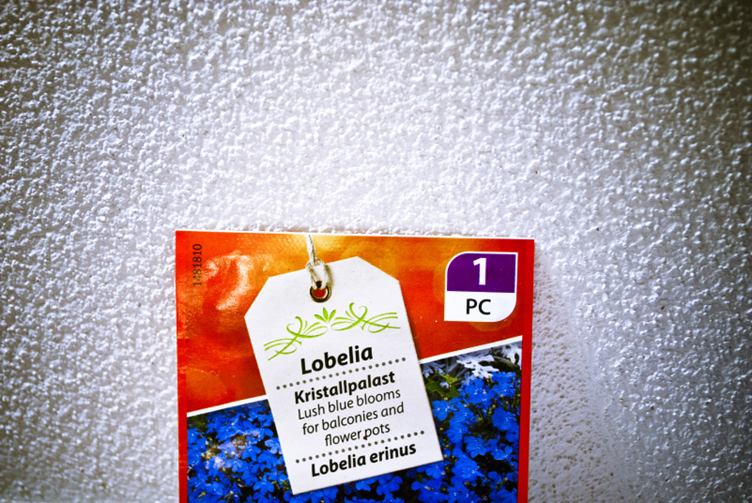 1481810
1
PC
Lobelia
Kristallpalast
Lush blue blooms
for balconies and
flower pots
Lobelia erinus